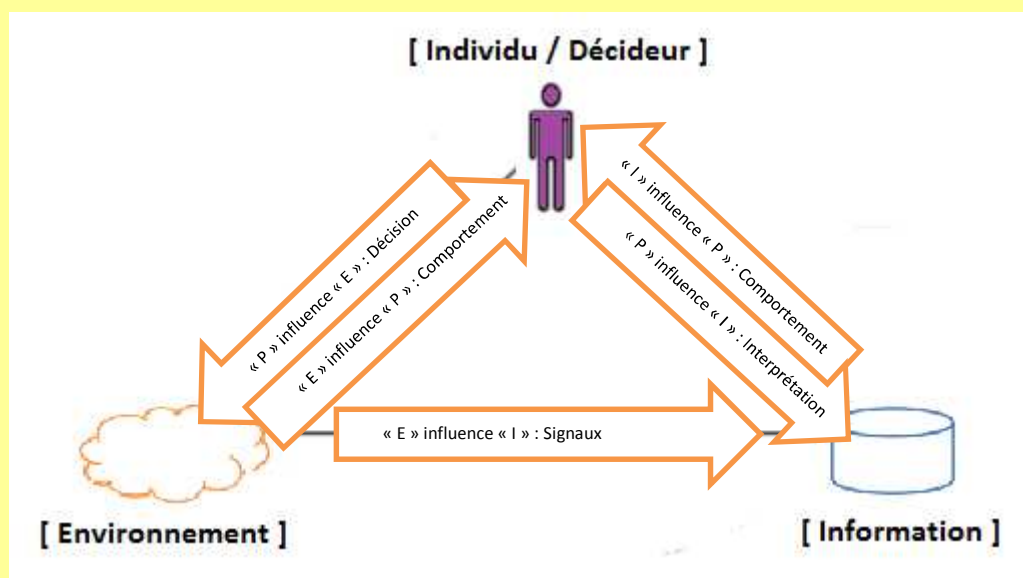 [ Individu / Décideur ]
« P » influence « E » : Décision
« E » influence « P » : Comportement
« I » influence « P » : Comportement
« P » influence « I » : Interprétation
« E » influence « I » : Signaux
[ Environnement ]
[ Information ]